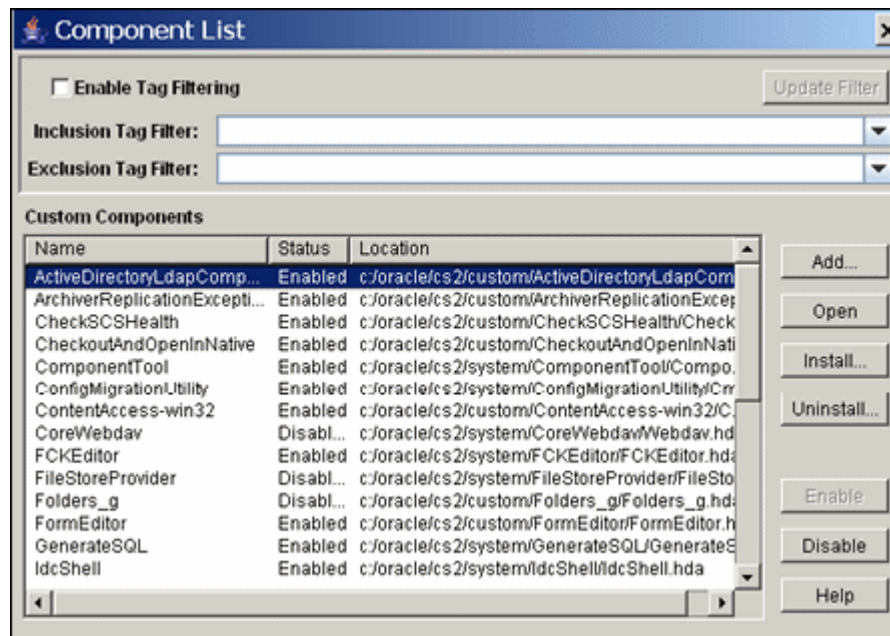 Component List
Enable Tag Filtering
Update Filter
Inclusion Tag Filter:
Exclusion Tag Filter:
Custom Components
Name Status Location
ActiveDirectoryLdapComp... Enabled c:/oracle/cs2/custom/ActiveDirectoryLdapCom
ArchiverReplicationExcepti... Enabled c:/oracle/cs2/custom/ArchiverReplicationExcep
CheckSCSHealth Enabled c:/oracle/cs2/custom/CheckSCSHealth/Check
CheckoutAndOpenInNative Enabled c:/oracle/cs2/custom/CheckoutAndOpenInNati
ComponentTool Enabled c:/oracle/cs2/system/ComponentTool/Compo.
ConfigMigrationUtility Enabled c:/oracle/cs2/system/ConfigMigrationUtility/Cm
ContentAccess-win32 Enabled c:/oracle/cs2/custom/ContentAccess-win32/C.
CoreWebdav Disabl... c:/oracle/cs2/system/CoreWebdav/Webdav.hd
FCKEditor Enabled c:/oracle/cs2/system/FCKEditor/FCKEditor.hda
FileStoreProvider Disabl... c:/oracle/cs2/system/FileStoreProvider/FileSto
Folders_g Disabl... c:/oracle/cs2/custom/Folders_g/Folders_g.hda
FormEditor Enabled c:/oracle/cs2/custom/FormEditor/FormEditor.h
GenerateSQL Enabled c:/oracle/cs2/system/GenerateSQL/GenerateS
IdcShell Enabled c:/oracle/cs2/system/IdcShell/IdcShell.hda
Add...
Open
Install...
Uninstall...
Enable
Disable
Help